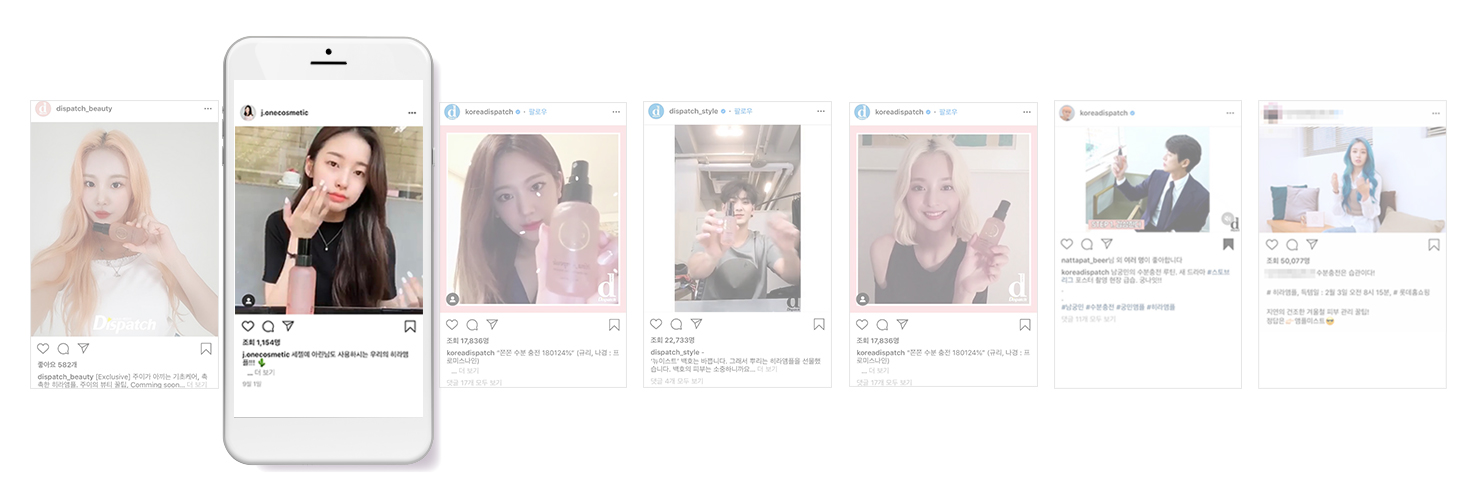 dispatch_beauty
Dispatch
좋아요 582개
dispatch_beauty [Exclusive] 주이가 아끼는 기초케어, 촉
촉한 히라앰플, 주이의 뷰티 꿀팁, Comming soon... 더 보기
j.onecosmetic
조회 1,154명
j.onecosmetic 세젤예 아린님도 사용하시는 우리의 히라앰
플!!!
... 더 보기
9월 1일
koreadispatch • 팔로우
d
Dispatch
조회 17,836명
koreadispatch "쫀쫀 수분 충전 180124%" (규리, 나경 : 프
로미스나인)
... 더 보기
댓글 17개 모두 보기
dispatch_style • 팔로우
조회 22,733명
dispatch_style -
'뉴이스트' 백호는 바쁩니다. 그래서 뿌리는 히라앰플을 선물했
습니다. 백호의 피부는 소중하니까요... 더 보기
댓글 4개 모두 보기
koreadispatch • 팔로우
d
Dispatch
조회 17,836명
koreadispatch "쫀쫀 수분 충전 180124%" (규리, 나경 : 프
로미스나인)
... 더 보기
댓글 17개 모두 보기
koreadispatch
d
nattapat_beer님 외 여러 명이 좋아합니다
koreadispatch 남궁민의 수분충전 루틴. 새 드라마 #스토브
리그 포스터 촬영 현장 급습. 궁나잇!!
.
.
#남궁민 #수분충전 #궁민앰플 #히라앰플
댓글 11개 모두 보기
조회 50,077명
수분충전은 습관이다!
# 히라앰플, 득템일 : 2월 3일 오전 8시 15분, # 롯데홈쇼핑
지연의 건조한 겨울철 피부 관리 꿀팁!
정답은 앰플미스트